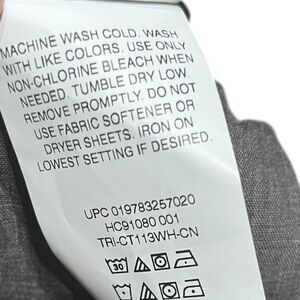 MACHINE WASH COLD. WASH
WITH LIKE COLORS. USE ONLY
NON-CHLORINE BLEACH WHEN
NEEDED. TUMBLE DRY LOW.
REMOVE PROMPTLY. DO NOT
USE FABRIC SOFTENER OR
DRYER SHEETS. IRON ON
LOWEST SETTING IF DESIRED.
UPC 019783257020
HC91080 001
TRI-CT113WH-CN
30